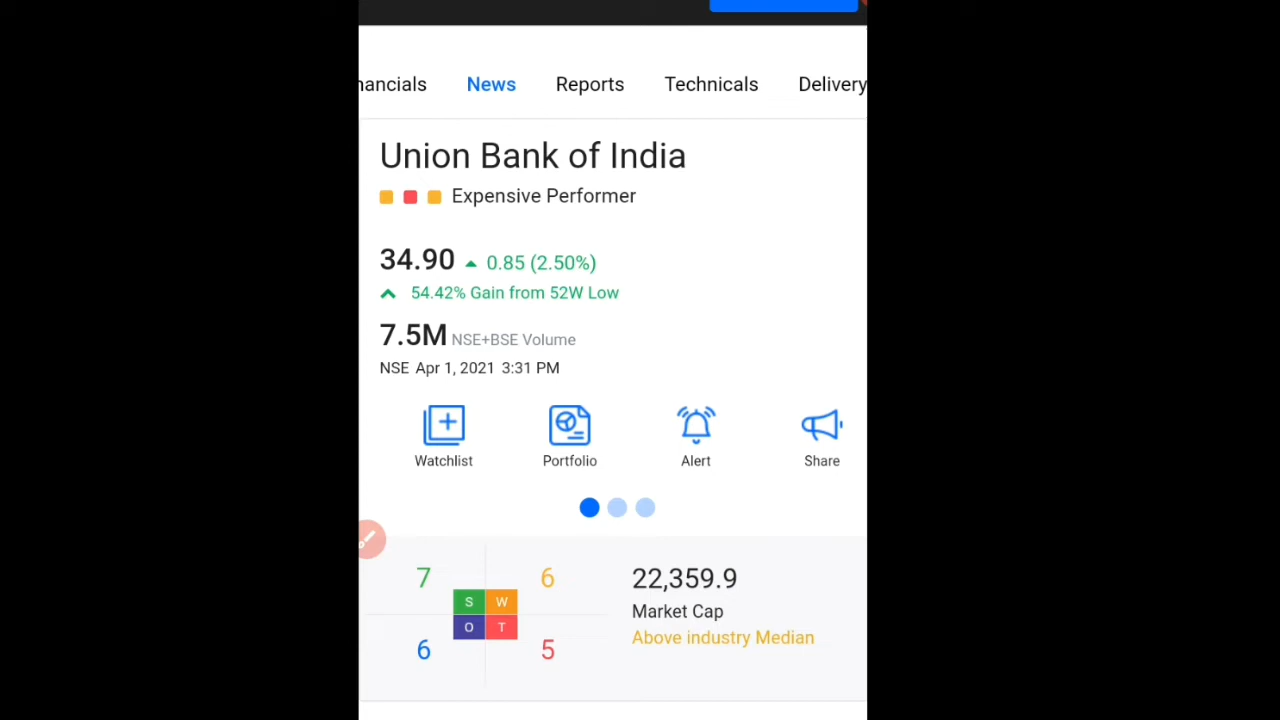 nancials News Reports Technicals Delivery
Union Bank of India
Expensive Performer
34.90 0.85 (2.50%)
54.42% Gain from 52W Low
7.5M NSE+BSE Volume
NSE Apr 1, 2021 3:31 PM
Watchlist Portfolio Alert Share
7 6
S W
O T
6 5
22,359.9
Market Cap
Above industry Median